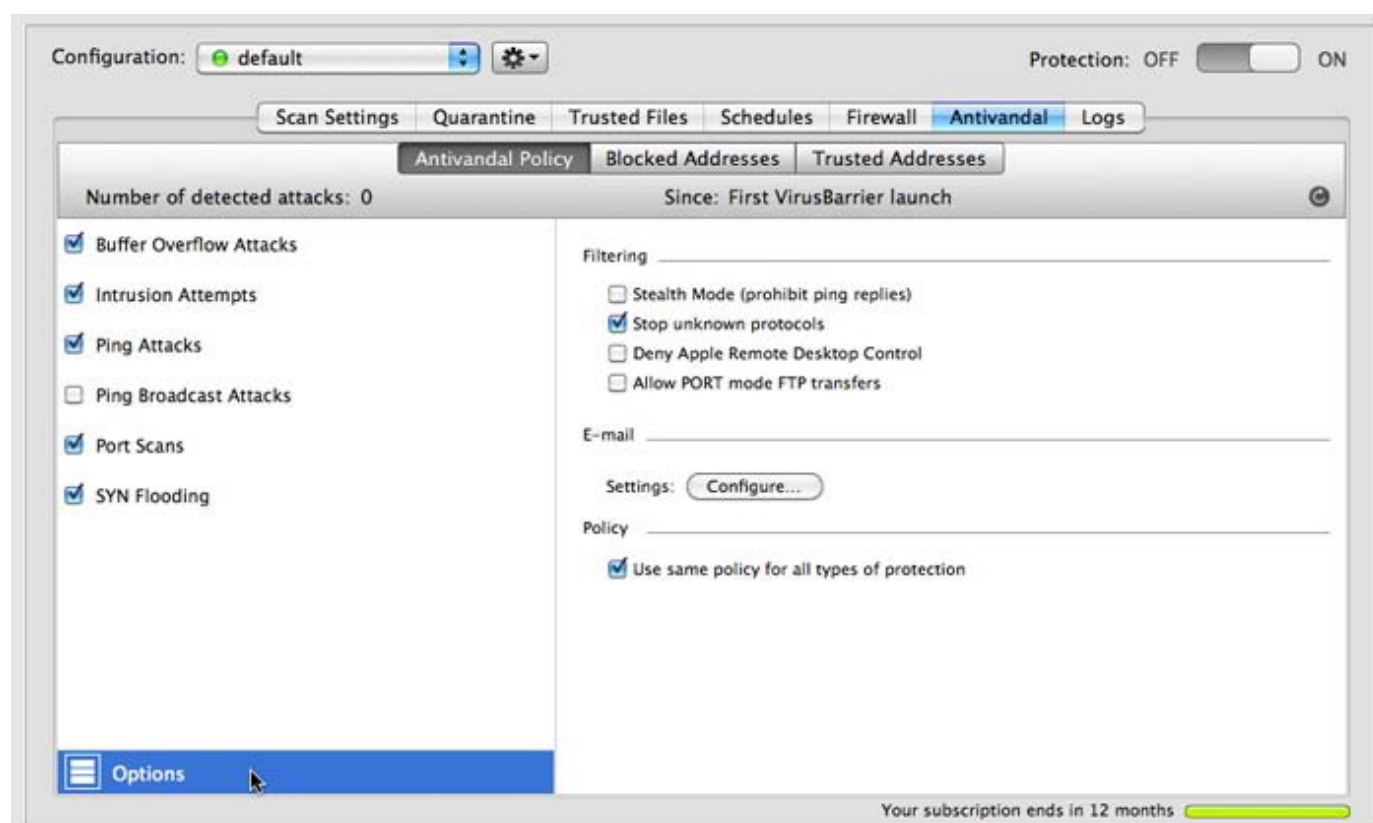 Configuration: default Protection: OFF ON
Scan Settings Quarantine Trusted Files Schedules Firewall Antivandal Logs
Antivandal Policy Blocked Addresses Trusted Addresses
Number of detected attacks: 0 Since: First VirusBarrier launch
Buffer Overflow Attacks
Intrusion Attempts
Ping Attacks
Ping Broadcast Attacks
Port Scans
SYN Flooding
Options
Filtering
Stealth Mode (prohibit ping replies)
Stop unknown protocols
Deny Apple Remote Desktop Control
Allow PORT mode FTP transfers
E-mail
Settings: Configure...
Policy
Use same policy for all types of protection
Your subscription ends in 12 months